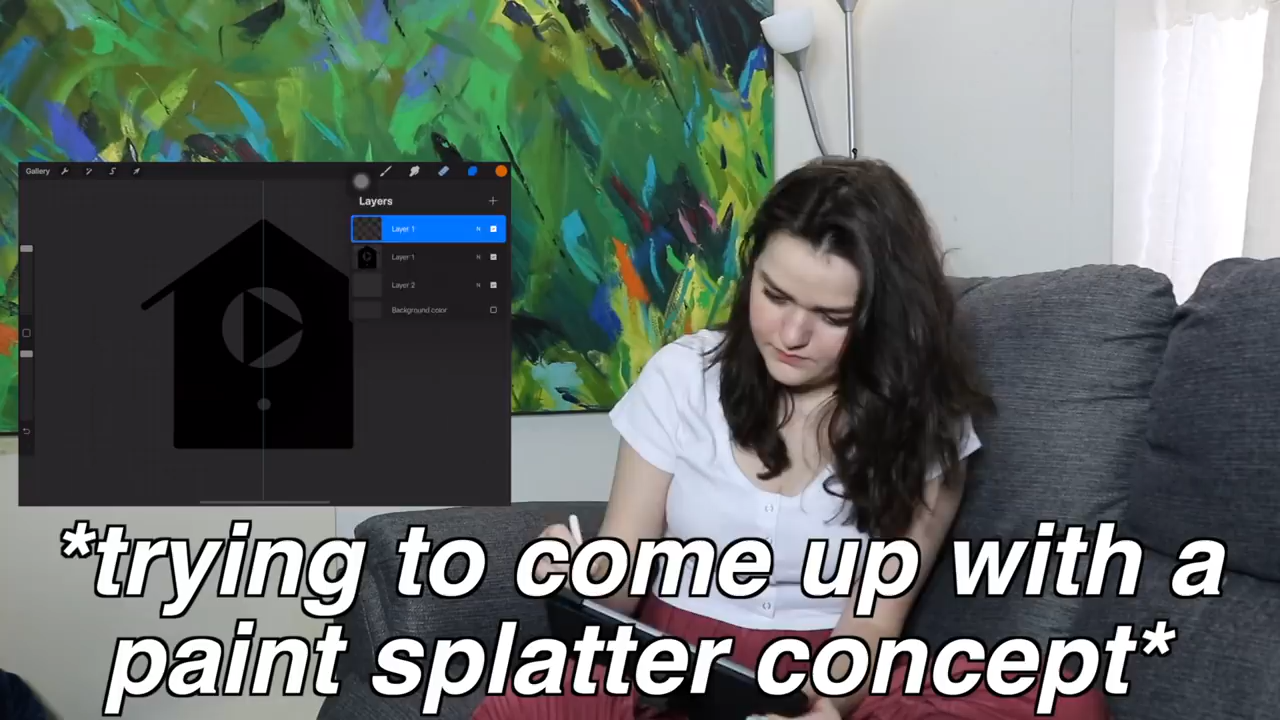 Gallery
Layers
Layer 1
N
Layer 1
N
Layer 2
N
Background color
*trying to come up with a
paint splatter concept*